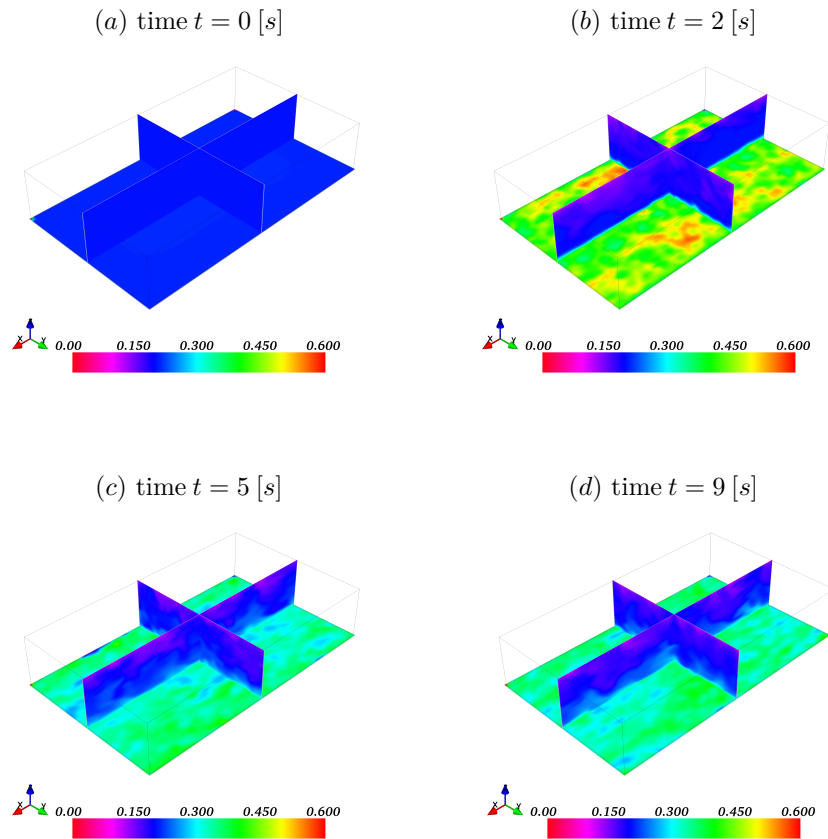 (a) time t = 0 [s]
(b) time t = 2 [s]
X Y 0.00 0.150 0.300 0.450 0.600
X Y 0.00 0.150 0.300 0.450 0.600
(c) time t = 5 [s]
(d) time t = 9 [s]
X Y 0.00 0.150 0.300 0.450 0.600
X Y 0.00 0.150 0.300 0.450 0.600